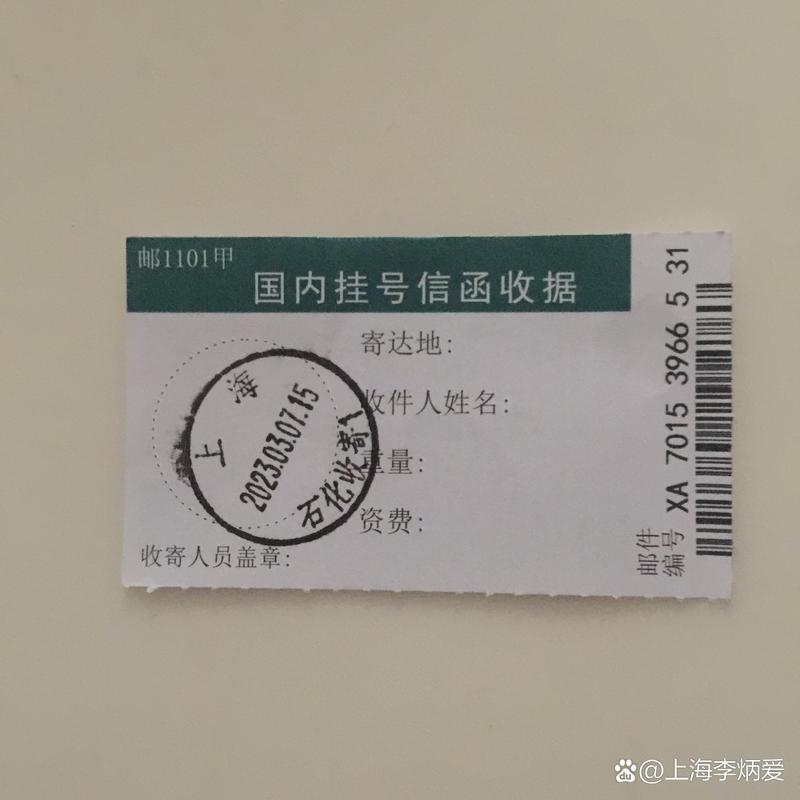 邮1101甲
国内挂号信函收据
寄达地:
收件人姓名:
重量:
资费:
收寄人员盖章:
上海
2023.03.07.15
石化收寄1
邮件
编号
XA 7015 3966 5 31
@上海李炳爱